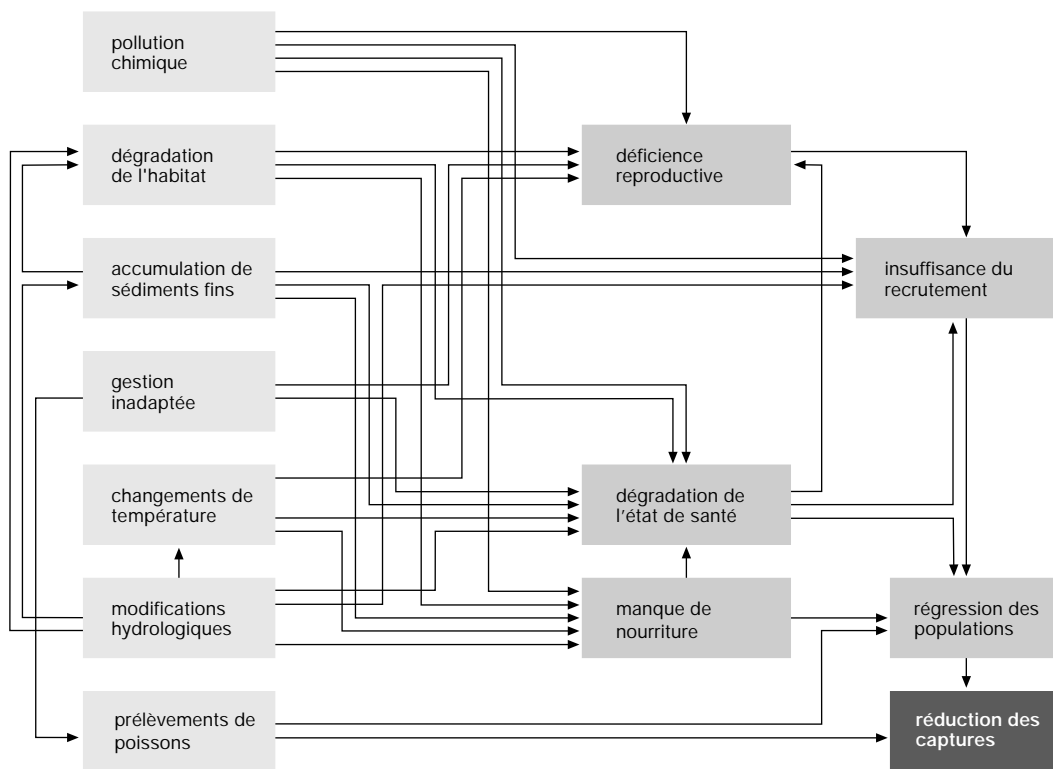 pollution
chimique
dégradation
de l'habitat
déficience
reproductive
accumulation de
sédiments fins
insuffisance du
recrutement
gestion
inadaptée
changements de
température
dégradation de
l'état de santé
modifications
hydrologiques
manque de
nourriture
régression des
populations
prélèvements de
poissons
réduction des
captures